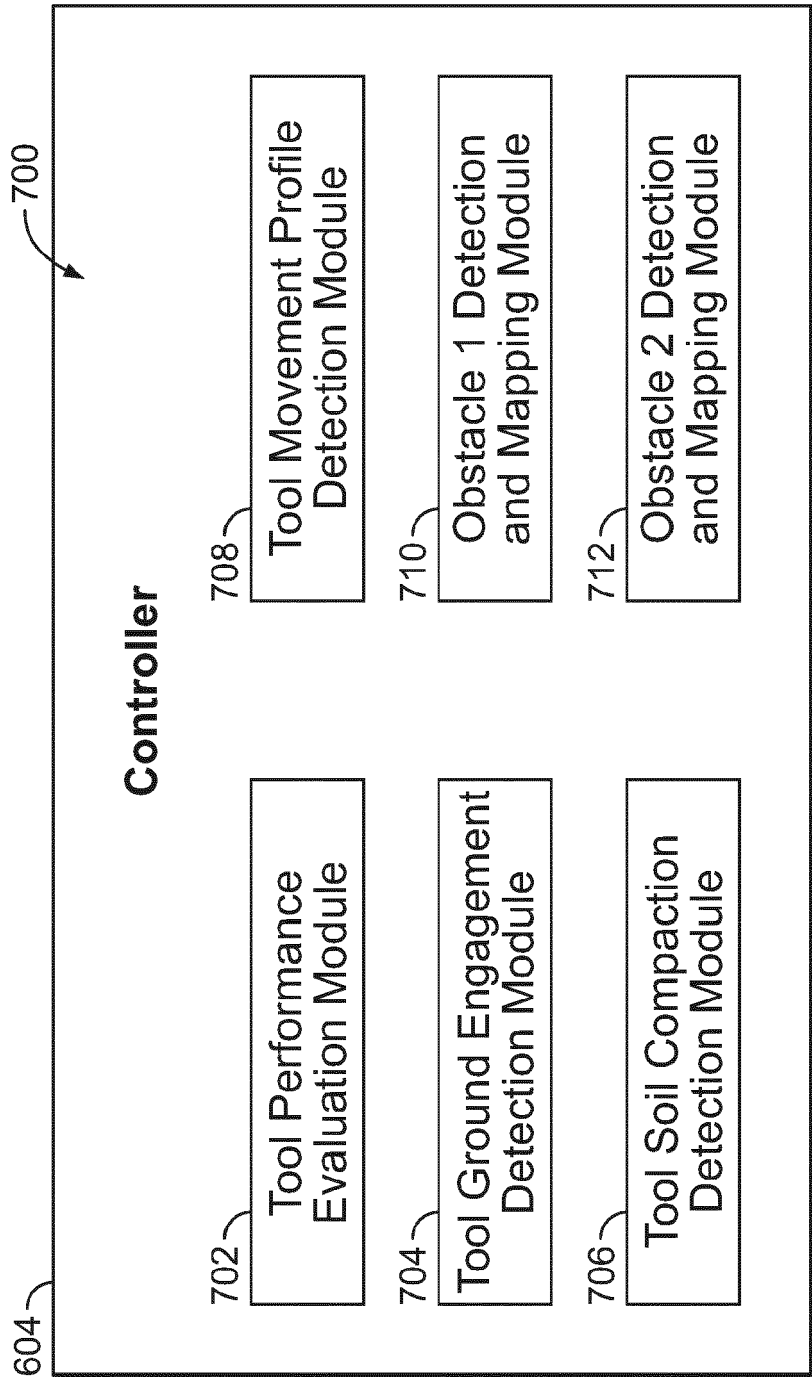 604
700
Controller
702
Tool Performance
Evaluation Module
704
Tool Ground Engagement
Detection Module
706
Tool Soil Compaction
Detection Module
708
Tool Movement Profile
Detection Module
710
Obstacle 1 Detection
and Mapping Module
712
Obstacle 2 Detection
and Mapping Module